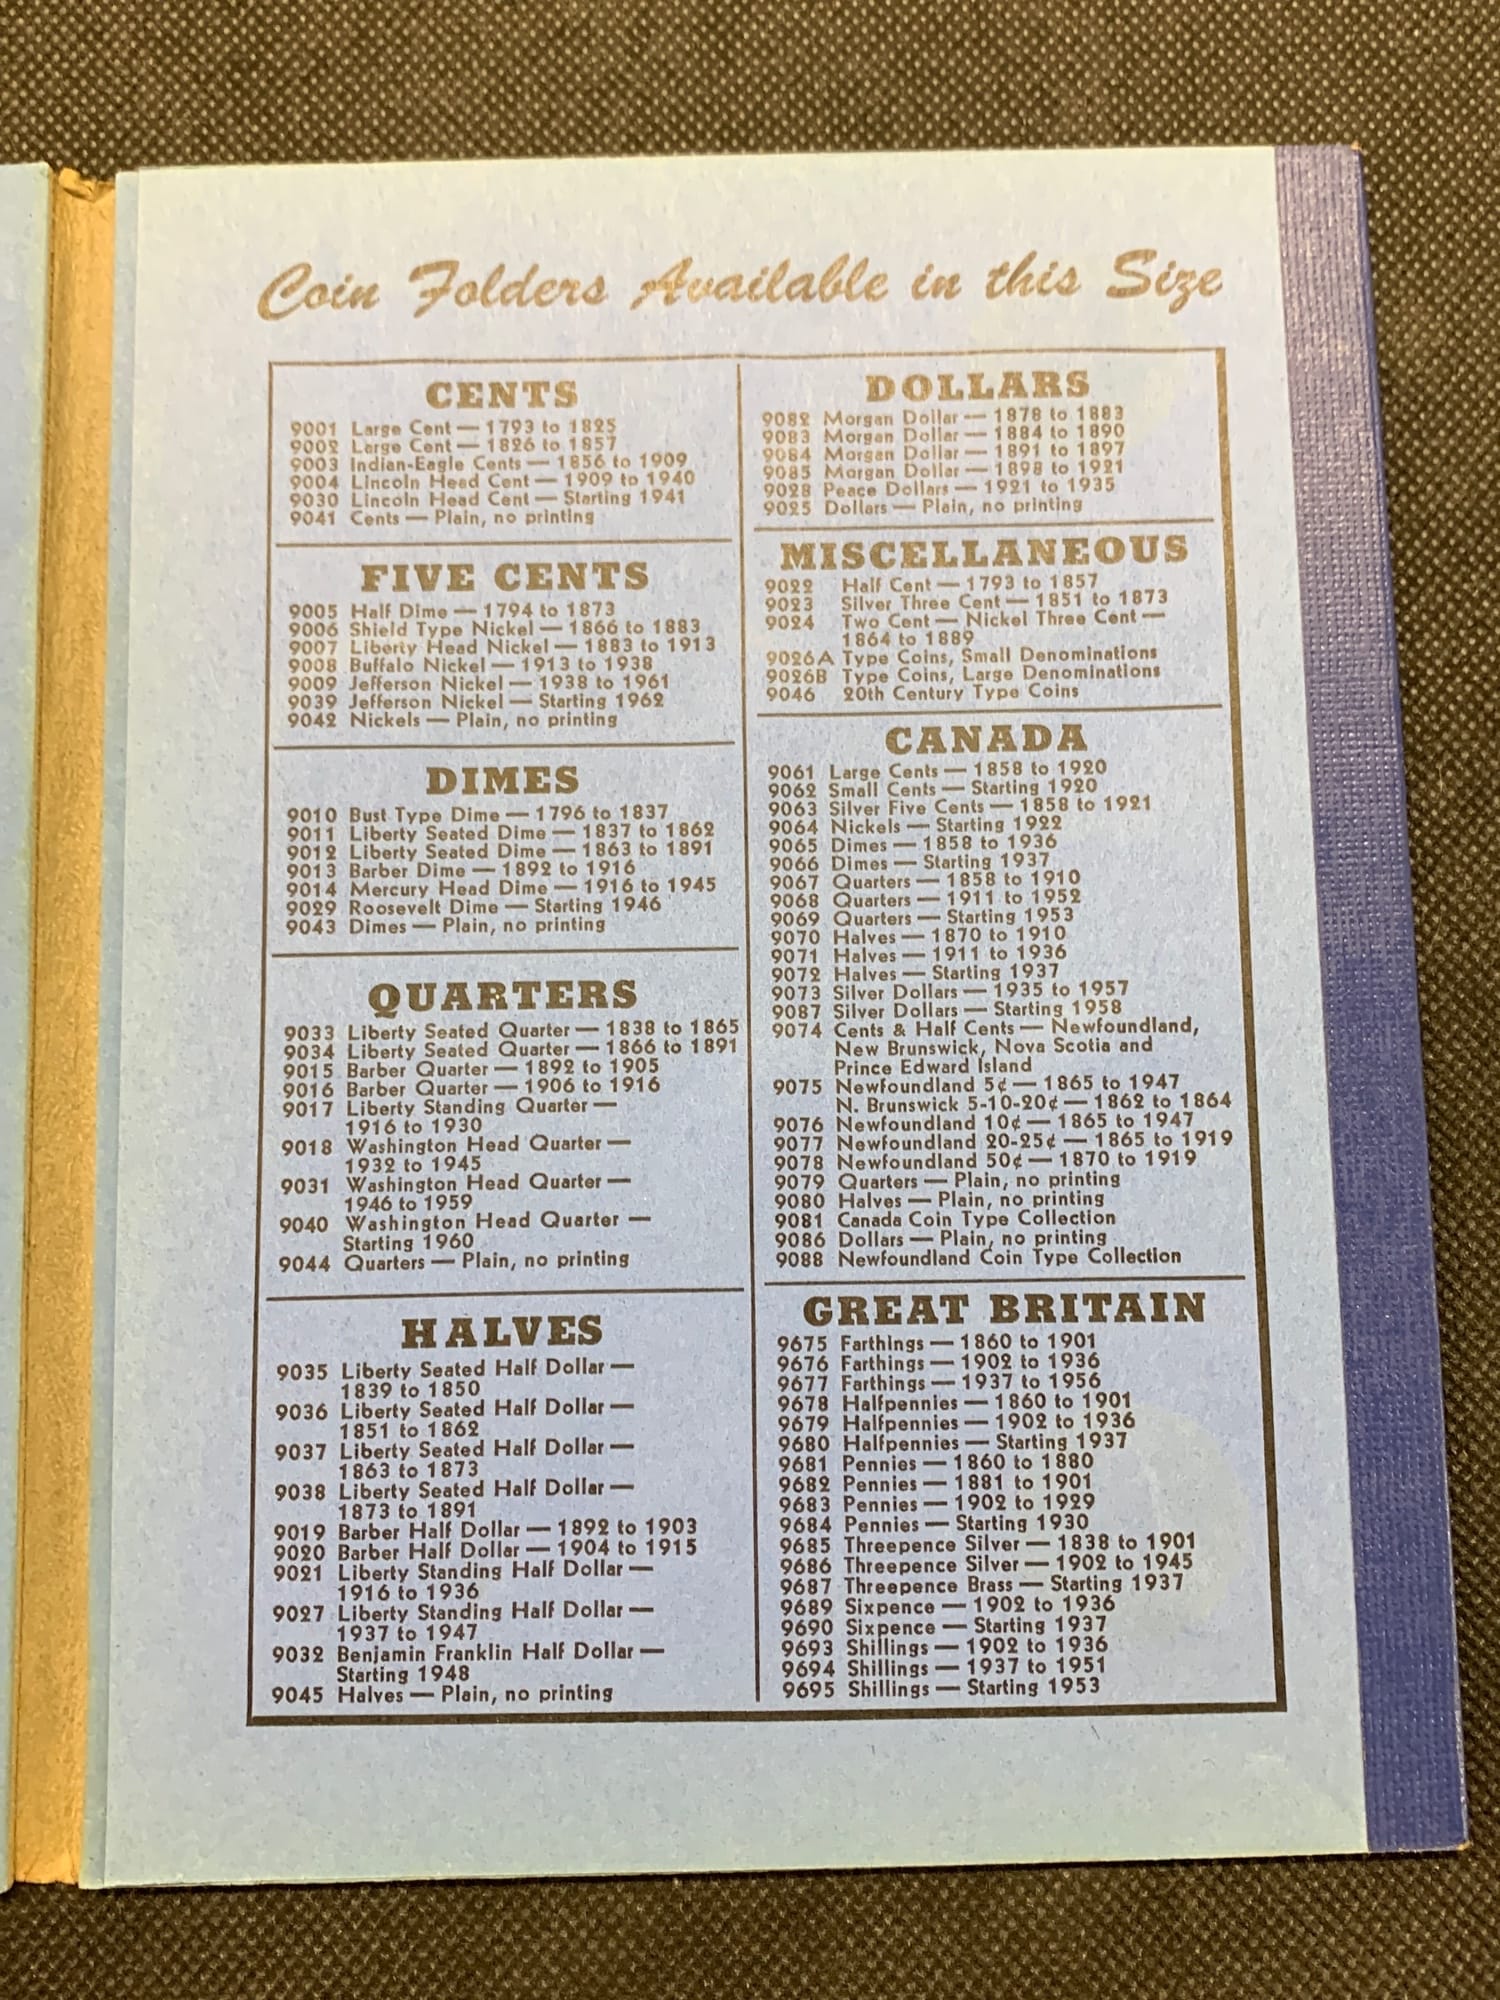 Coin Folders Available in this Size
CENTS
9001 Large Cent — 1793 to 1825
9002 Large Cent — 1826 to 1857
9003 Indian-Eagle Cents — 1856 to 1909
9004 Lincoln Head Cent — 1909 to 1940
9030 Lincoln Head Cent — Starting 1941
9041 Cents — Plain, no printing
FIVE CENTS
9005 Half Dime — 1794 to 1873
9006 Shield Type Nickel — 1866 to 1883
9007 Liberty Head Nickel — 1883 to 1913
9008 Buffalo Nickel — 1913 to 1938
9009 Jefferson Nickel — 1938 to 1961
9039 Jefferson Nickel — Starting 1962
9042 Nickels — Plain, no printing
DIMES
9010 Bust Type Dime — 1796 to 1837
9011 Liberty Seated Dime — 1837 to 1862
9012 Liberty Seated Dime — 1863 to 1891
9013 Barber Dime — 1892 to 1916
9014 Mercury Head Dime — 1916 to 1945
9029 Roosevelt Dime — Starting 1946
9043 Dimes — Plain, no printing
QUARTERS
9033 Liberty Seated Quarter — 1838 to 1865
9034 Liberty Seated Quarter — 1866 to 1891
9015 Barber Quarter — 1892 to 1905
9016 Barber Quarter — 1906 to 1916
9017 Liberty Standing Quarter —
1916 to 1930
9018 Washington Head Quarter —
1932 to 1945
9031 Washington Head Quarter —
1946 to 1959
9040 Washington Head Quarter —
Starting 1960
9044 Quarters — Plain, no printing
HALVES
9035 Liberty Seated Half Dollar —
1839 to 1850
9036 Liberty Seated Half Dollar —
1851 to 1862
9037 Liberty Seated Half Dollar —
1863 to 1873
9038 Liberty Seated Half Dollar —
1873 to 1891
9019 Barber Half Dollar — 1892 to 1903
9020 Barber Half Dollar — 1904 to 1915
9021 Liberty Standing Half Dollar —
1916 to 1936
9027 Liberty Standing Half Dollar —
1937 to 1947
9032 Benjamin Franklin Half Dollar —
Starting 1948
9045 Halves — Plain, no printing
DOLLARS
9082 Morgan Dollar — 1878 to 1883
9083 Morgan Dollar — 1884 to 1890
9084 Morgan Dollar — 1891 to 1897
9085 Morgan Dollar — 1898 to 1921
9028 Peace Dollars — 1921 to 1935
9025 Dollars — Plain, no printing
MISCELLANEOUS
9022 Half Cent — 1793 to 1857
9023 Silver Three Cent — 1851 to 1873
9024 Two Cent — Nickel Three Cent —
1864 to 1889
9026A Type Coins, Small Denominations
9026B Type Coins, Large Denominations
9046 20th Century Type Coins
CANADA
9061 Large Cents — 1858 to 1920
9062 Small Cents — Starting 1920
9063 Silver Five Cents — 1858 to 1921
9064 Nickels — Starting 1922
9065 Dimes — 1858 to 1936
9066 Dimes — Starting 1937
9067 Quarters — 1858 to 1910
9068 Quarters — 1911 to 1952
9069 Quarters — Starting 1953
9070 Halves — 1870 to 1910
9071 Halves — 1911 to 1936
9072 Halves — Starting 1937
9073 Silver Dollars — 1935 to 1957
9087 Silver Dollars — Starting 1958
9074 Cents & Half Cents — Newfoundland,
New Brunswick, Nova Scotia and
Prince Edward Island
9075 Newfoundland 5¢ — 1865 to 1947
N. Brunswick 5-10-20¢ — 1862 to 1864
9076 Newfoundland 10¢ — 1865 to 1947
9077 Newfoundland 20-25¢ — 1865 to 1919
9078 Newfoundland 50¢ — 1870 to 1919
9079 Quarters — Plain, no printing
9080 Halves — Plain, no printing
9081 Canada Coin Type Collection
9086 Dollars — Plain, no printing
9088 Newfoundland Coin Type Collection
GREAT BRITAIN
9675 Farthings — 1860 to 1901
9676 Farthings — 1902 to 1936
9677 Farthings — 1937 to 1956
9678 Halfpennies — 1860 to 1901
9679 Halfpennies — 1902 to 1936
9680 Halfpennies — Starting 1937
9681 Pennies — 1860 to 1880
9682 Pennies — 1881 to 1901
9683 Pennies — 1902 to 1929
9684 Pennies — Starting 1930
9685 Threepence Silver — 1838 to 1901
9686 Threepence Silver — 1902 to 1945
9687 Threepence Brass — Starting 1937
9689 Sixpence — 1902 to 1936
9690 Sixpence — Starting 1937
9693 Shillings — 1902 to 1936
9694 Shillings — 1937 to 1951
9695 Shillings — Starting 1953